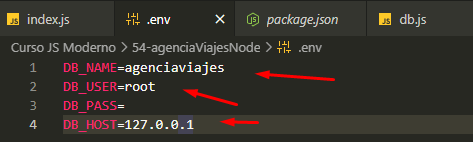 index.js
.env
package.json
db.js
Curso JS Moderno > 54-agenciaViajesNode > .env
1 DB_NAME=agenciaviajes
2 DB_USER=root
3 DB_PASS=
4 DB_HOST=127.0.0.1